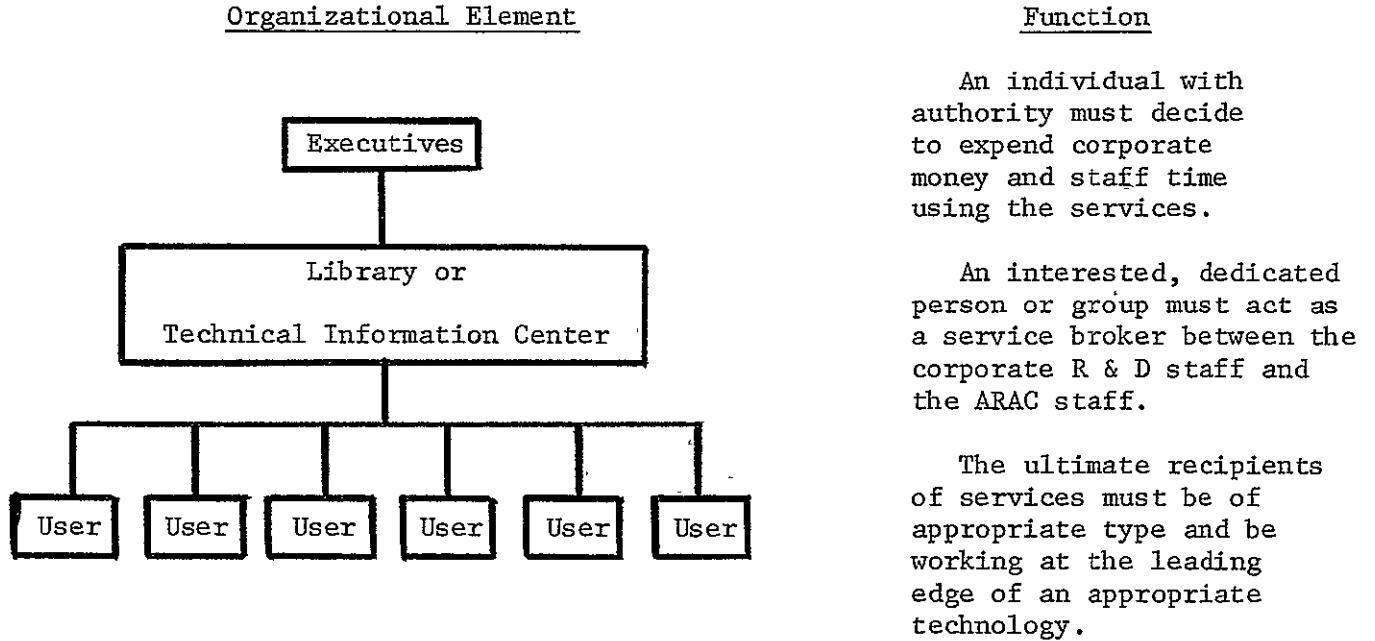 Organizational Element
Function
Executives
Library or
Technical Information Center
User User User User User User
An individual with
authority must decide
to expend corporate
money and staff time
using the services.
An interested, dedicated
person or group must act as
a service broker between the
corporate R & D staff and
the ARAC staff.
The ultimate recipients
of services must be of
appropriate type and be
working at the leading
edge of an appropriate
technology.